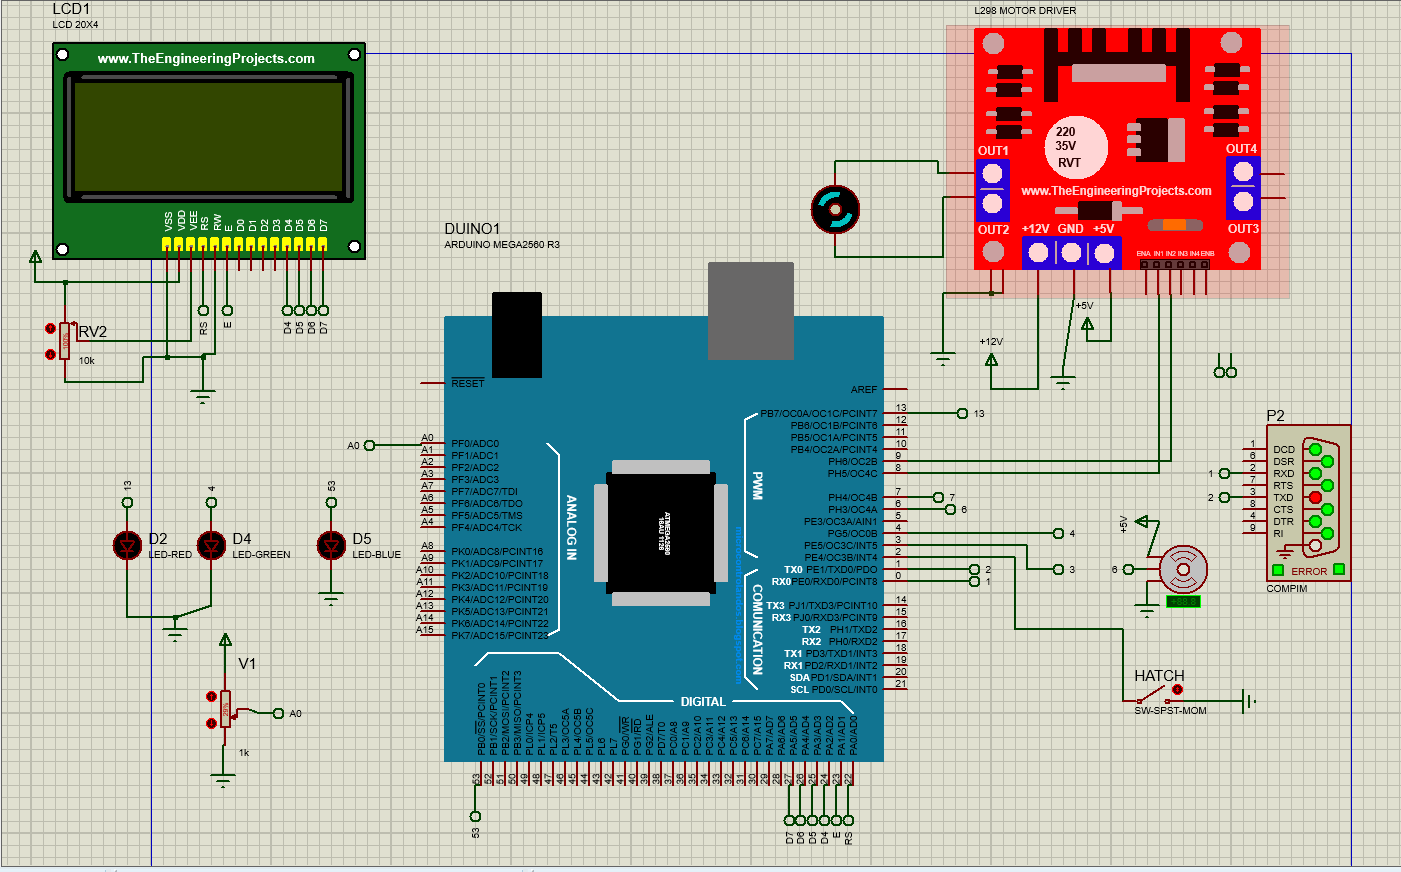 LCD1
LCD 20X4
www.TheEngineeringProjects.com
VSS
VDD
VEE
RS
RW
E
D0
D1
D2
D3
D4
D5
D6
D7
RS
E
D4
D5
D6
D7
RV2
10k
L298 MOTOR DRIVER
220
35V
RVT
OUT1
OUT4
www.TheEngineeringProjects.com
OUT2
+12V GND +5V
OUT3
ENA IN1 IN2 IN3 IN4 ENB
+5V
+12V
DUINO1
ARDUINO MEGA2560 R3
RESET
AREF
A0
A0
PF0/ADC0
A1
PF1/ADC1
A2
PF2/ADC2
A3
PF3/ADC3
A7
PF7/ADC7/TDI
A6
PF6/ADC6/TDO
A5
PF5/ADC5/TMS
A4
PF4/ADC4/TCK
A8
PK0/ADC8/PCINT16
A9
PK1/ADC9/PCINT17
A10
PK2/ADC10/PCINT18
A11
PK3/ADC11/PCINT19
A12
PK4/ADC12/PCINT20
A13
PK5/ADC13/PCINT21
A14
PK6/ADC14/PCINT22
A15
PK7/ADC15/PCINT23
ANALOG IN
ATMEGA2560
16AU 1126
PWM
COMUNICATION
microcontrolandos.blogspot.com
PB7/OC0A/OC1C/PCINT7 13
13
PB6/OC1B/PCINT6 12
PB5/OC1A/PCINT5 11
PB4/OC2A/PCINT4 10
PH6/OC2B 9
PH5/OC4C 8
PH4/OC4B 7
7
PH3/OC4A 6
6
PE3/OC3A/AIN1 5
PG5/OC0B 4
4
PE5/OC3C/INT5 3
3
PE4/OC3B/INT4 2
TX0 PE1/TXD0/PDO 1
2
RX0 PE0/RXD0/PCINT8 0
1
TX3 PJ1/TXD3/PCINT10 14
RX3 PJ0/RXD3/PCINT9 15
TX2 PH1/TXD2 16
RX2 PH0/RXD2 17
TX1 PD3/TXD1/INT3 18
RX1 PD2/RXD1/INT2 19
SDA PD1/SDA/INT1 20
SCL PD0/SCL/INT0 21
DIGITAL
PB0/SS/PCINT0
PB1/SCK/PCINT1
PB2/MOSI/PCINT2
PB3/MISO/PCINT3
PL0/ICP4
PL1/ICP5
PL2/T5
PL3/OC5A
PL4/OC5B
PL5/OC5C
PL6
PL7
PG0/WR
PG1/RD
PG2/ALE
PD7/T0
PC0/A8
PC1/A9
PC2/A10
PC3/A11
PC4/A12
PC5/A13
PC6/A14
PC7/A15
PA7/AD7
PA6/AD6
PA5/AD5
PA4/AD4
PA3/AD3
PA2/AD2
PA1/AD1
PA0/AD0
53
52
51
50
49
48
47
46
45
44
43
42
41
40
39
38
37
36
35
34
33
32
31
30
29
28
27
26
25
24
23
22
53
D7
D6
D5
D4
E
RS
13
4
53
D2
LED-RED
D4
LED-GREEN
D5
LED-BLUE
V1
A0
1k
+5V
6
HATCH
SW-SPST-MOM
P2
1 DCD
6 DSR
1
2 RXD
7 RTS
2
3 TXD
8 CTS
4 DTR
9 RI
ERROR
COMPIM